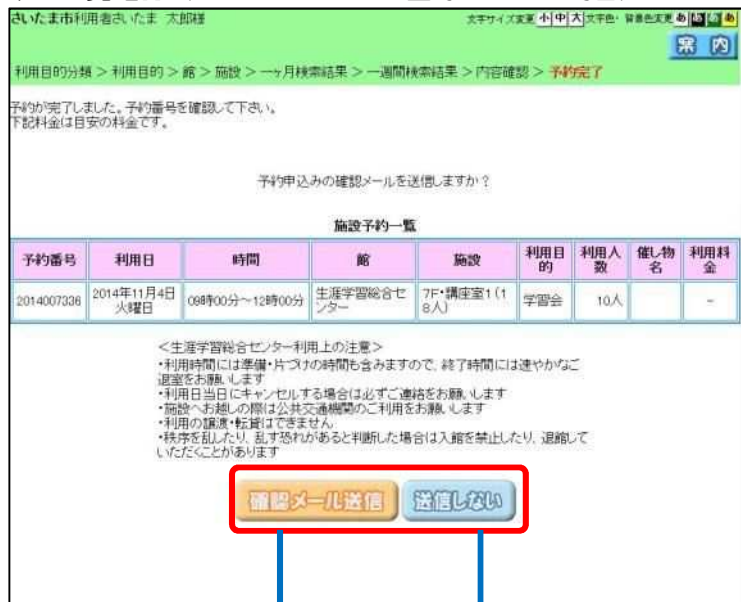 さいたま市利用者さいたま 太郎様
文字サイズ変更 小 中 大 文字色・背景色変更 あ あ あ あ
案内
利用目的分類 > 利用目的 > 館 > 施設 > 一ヶ月検索結果 > 一週間検索結果 > 内容確認 > 予約完了
予約が完了しました。予約番号を確認して下さい。
下記料金は目安の料金です。
予約申込みの確認メールを送信しますか？
施設予約一覧
予約番号 利用日 時間 館 施設 利用目的 利用人数 催し物名 利用料金
2014007336 2014年11月4日火曜日 09時00分～12時00分 生涯学習総合センター 7F・講座室1(18人) 学習会 10人 -
＜生涯学習総合センター利用上の注意＞
・利用時間には準備・片づけの時間も含みますので、終了時間には速やかなご
退室をお願いします
・利用日当日にキャンセルする場合は必ずご連絡をお願いします
・施設へお越しの際は公共交通機関のご利用をお願いします
・利用の譲渡・転貸はできません
・秩序を乱したり、乱す恐れがあると判断した場合は入館を禁止したり、退館して
いただくことがあります
確認メール送信 送信しない